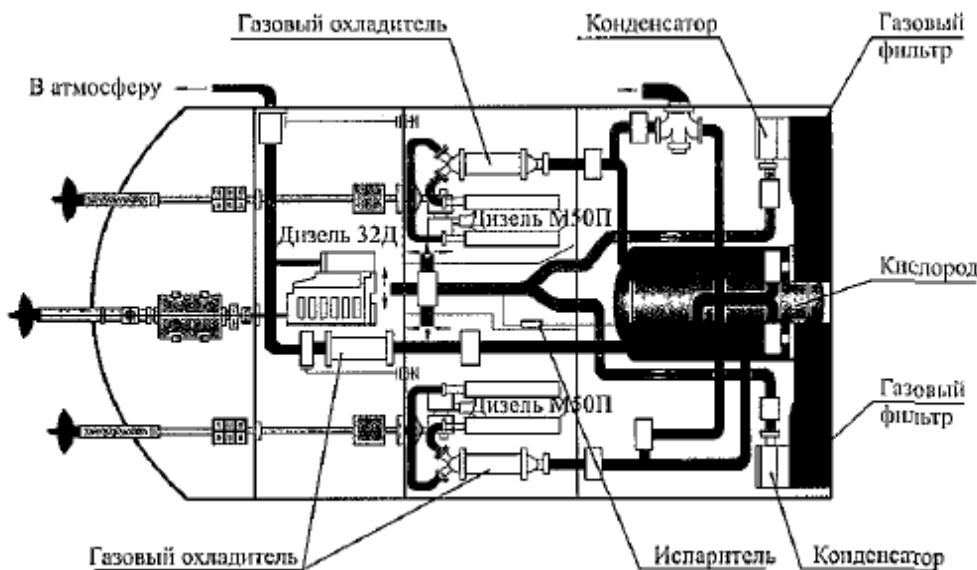 Газовый охладитель
Конденсатор
Газовый
фильтр
В атмосферу
Дизель М50П
Дизель 32Д
Кислород
Дизель М50П
Газовый
фильтр
Газовый охладитель
Испаритель
Конденсатор